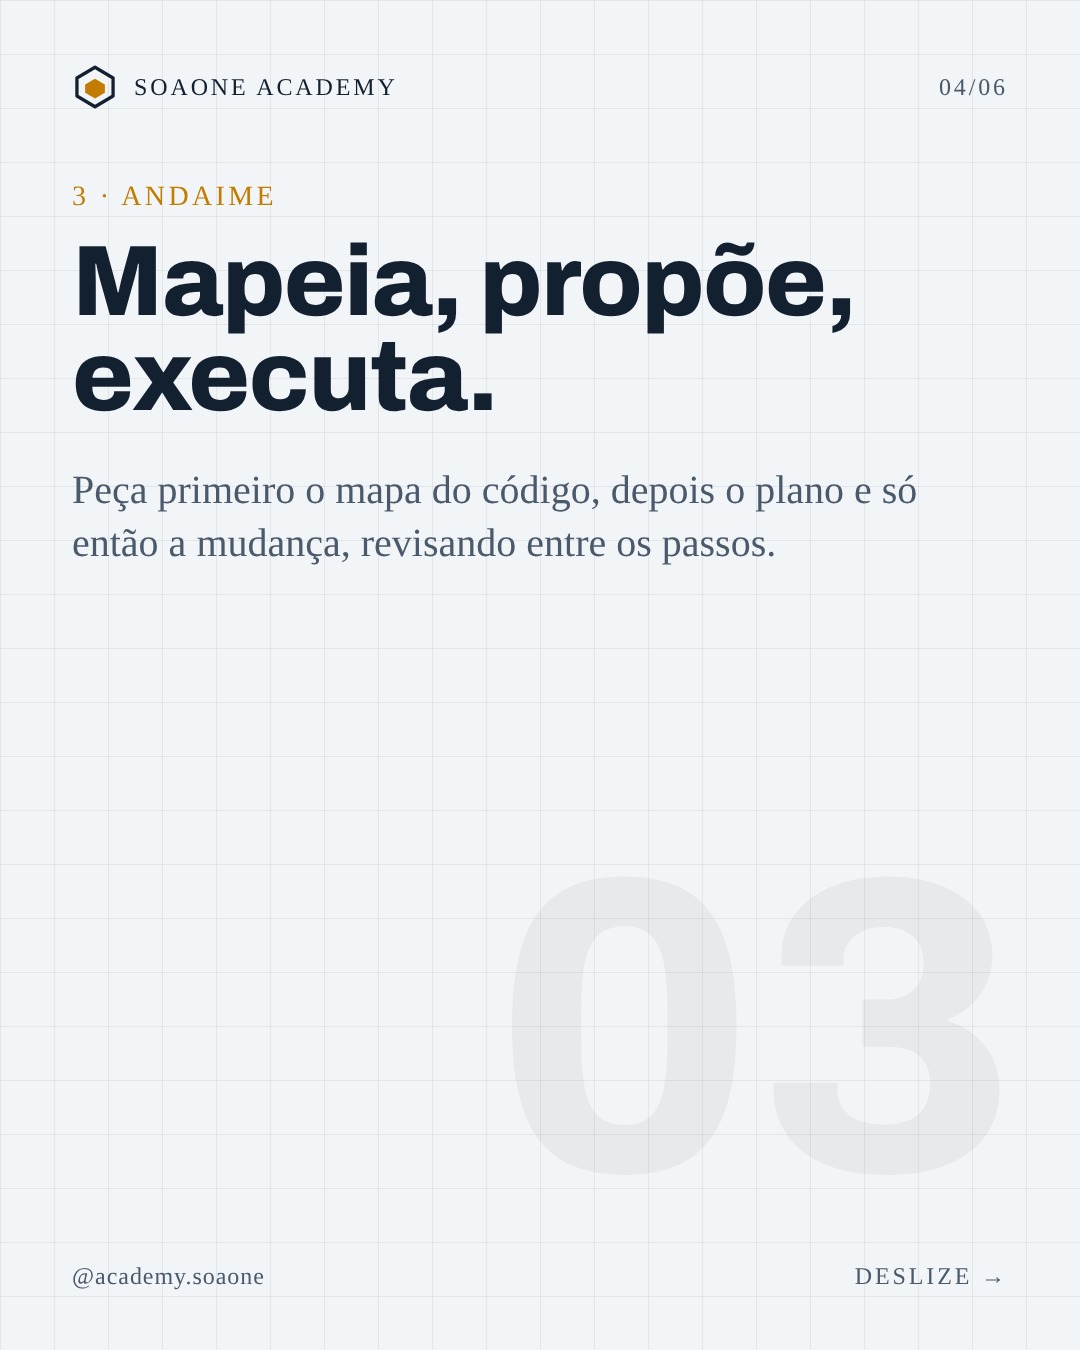 SOAONE ACADEMY
04/06
3 · ANDAIME
Mapeia, propõe,
executa.
Peça primeiro o mapa do código, depois o plano e só
então a mudança, revisando entre os passos.
03
@academy.soaone
DESLIZE →